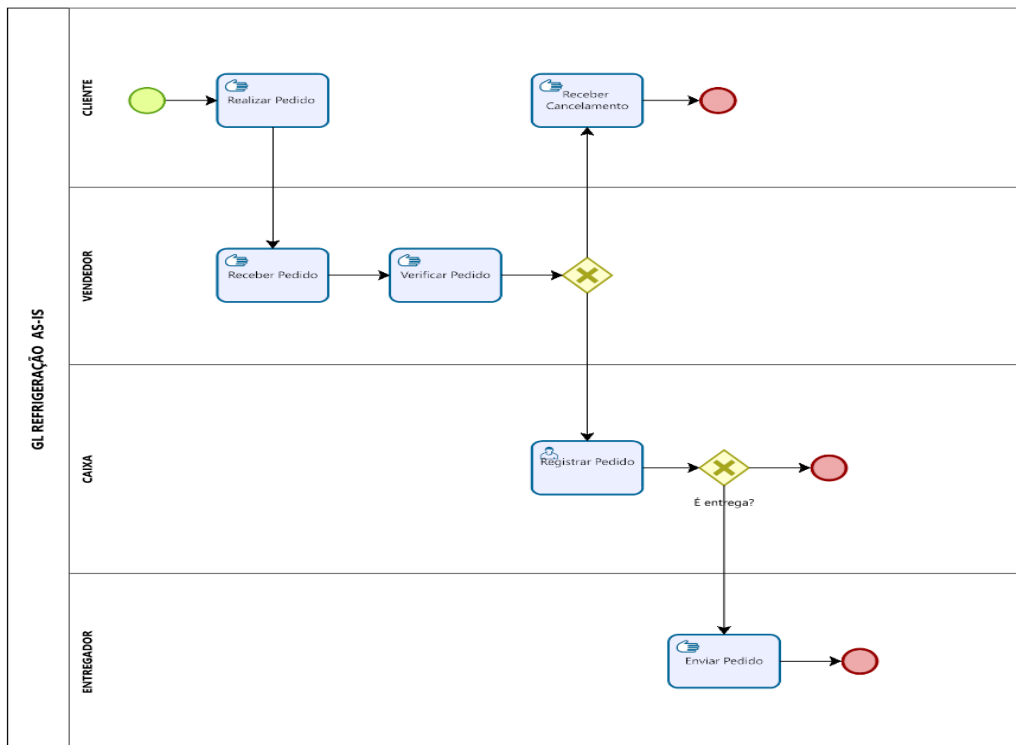 GL REFRIGERAÇÃO AS-IS
CLIENTE
Realizar Pedido
Receber
Cancelamento
VENDEDOR
Receber Pedido
Verificar Pedido
CAIXA
Registrar Pedido
É entrega?
ENTREGADOR
Enviar Pedido